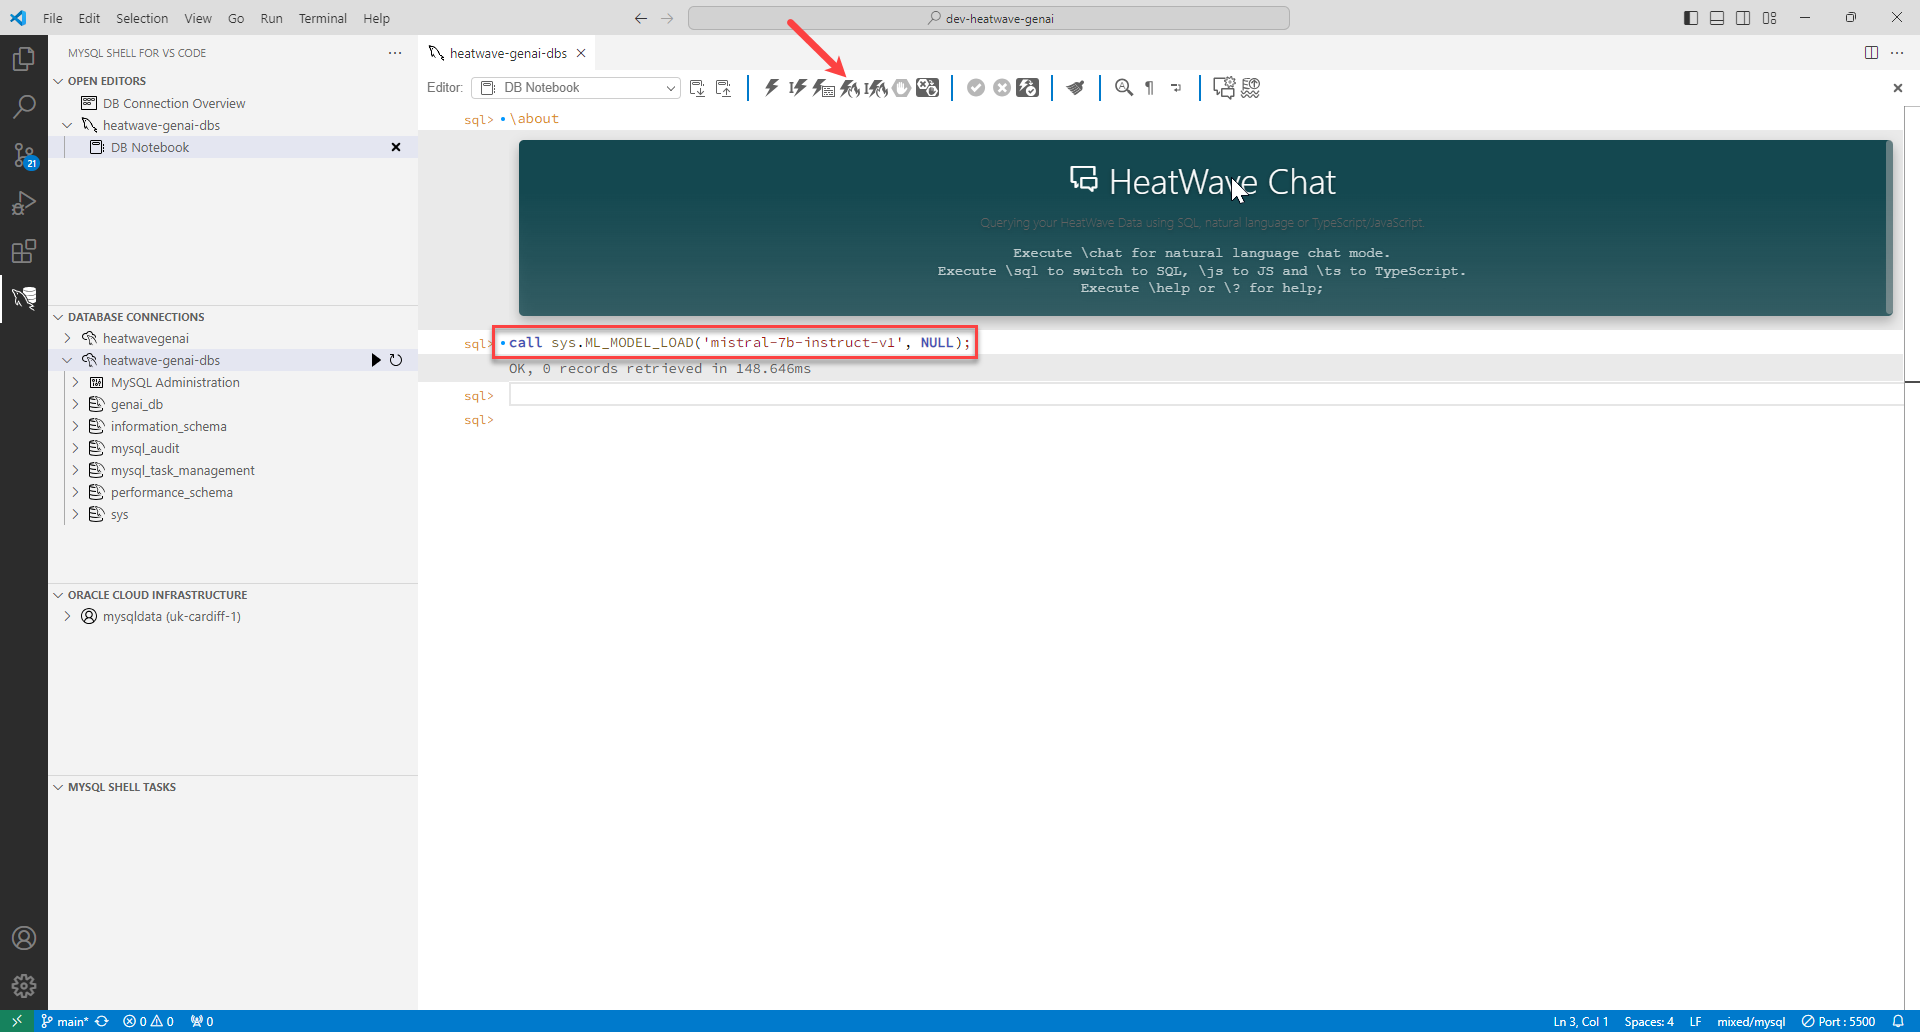 File Edit Selection View Go Run Terminal Help
dev-heatwave-genai
MYSQL SHELL FOR VS CODE
OPEN EDITORS
DB Connection Overview
heatwave-genai-dbs
DB Notebook
21
DATABASE CONNECTIONS
heatwavegenai
heatwave-genai-dbs
MySQL Administration
genai_db
information_schema
mysql_audit
mysql_task_management
performance_schema
sys
ORACLE CLOUD INFRASTRUCTURE
mysqldata (uk-cardiff-1)
MYSQL SHELL TASKS
heatwave-genai-dbs
Editor: DB Notebook
sql> \about
HeatWave Chat
Querying your HeatWave Data using SQL, natural language or TypeScript/JavaScript.
Execute \chat for natural language chat mode.
Execute \sql to switch to SQL, \js to JS and \ts to TypeScript.
Execute \help or \? for help;
sql> call sys.ML_MODEL_LOAD('mistral-7b-instruct-v1', NULL);
OK, 0 records retrieved in 148.646ms
sql>
sql>
main* 0 0 0 Ln 3, Col 1 Spaces: 4 LF mixed/mysql Port : 5500